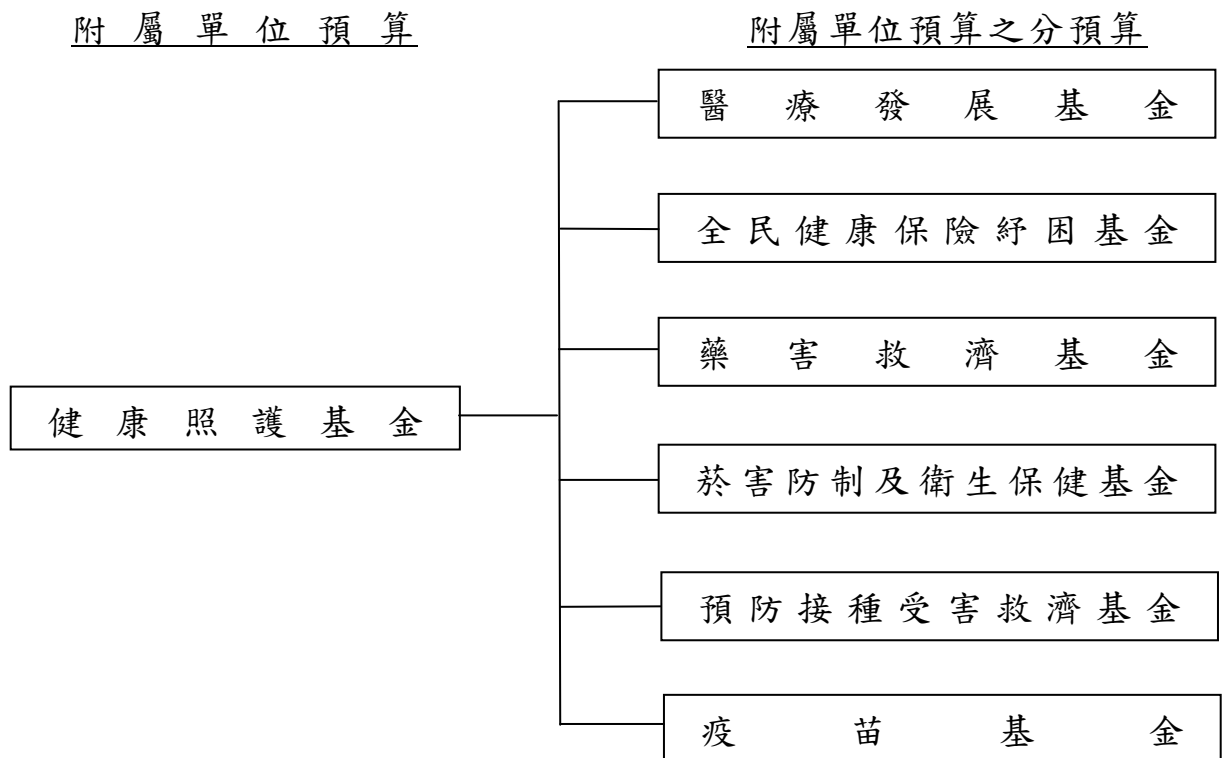 附屬單位預算
附屬單位預算之分預算
醫療發展基金
全民健康保險紓困基金
藥害救濟基金
健康照護基金
菸害防制及衛生保健基金
預防接種受害救濟基金
疫苗基金